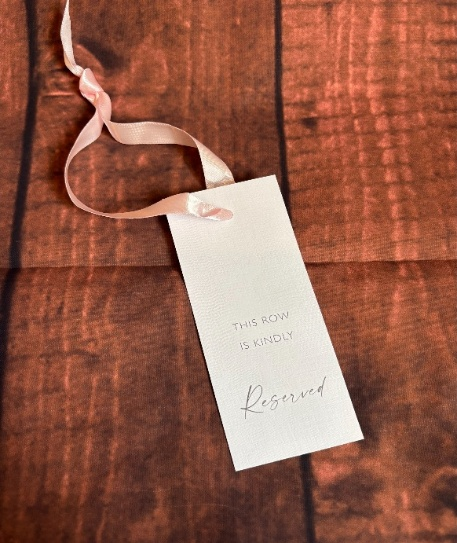 THIS ROW
IS KINDLY
Reserved